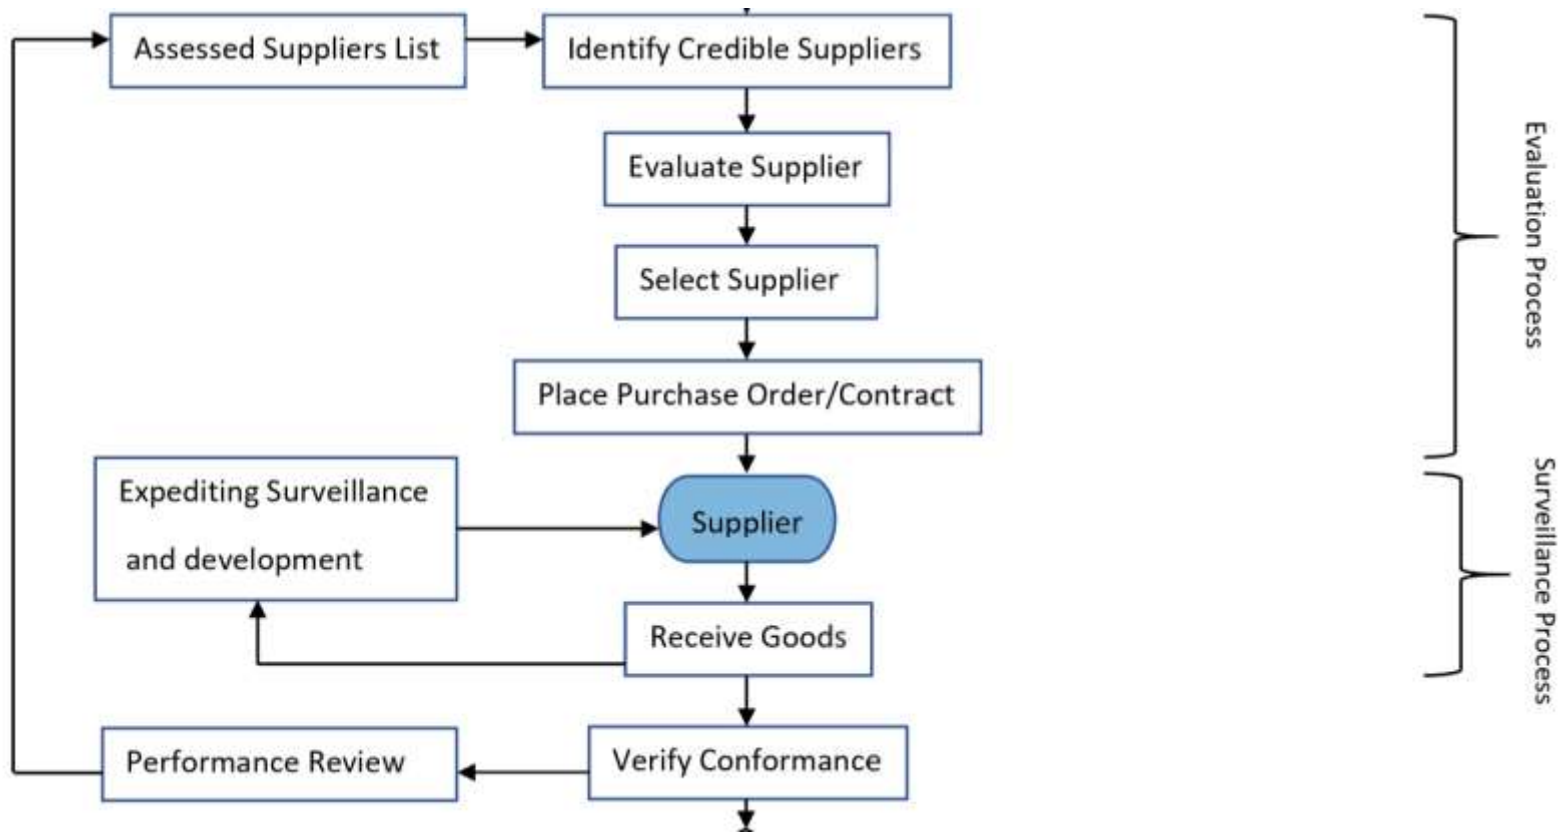 Assessed Suppliers List
Identify Credible Suppliers
Evaluate Supplier
Select Supplier
Place Purchase Order/Contract
Expediting Surveillance
and development
Supplier
Receive Goods
Performance Review
Verify Conformance
Evaluation Process
Surveillance Process